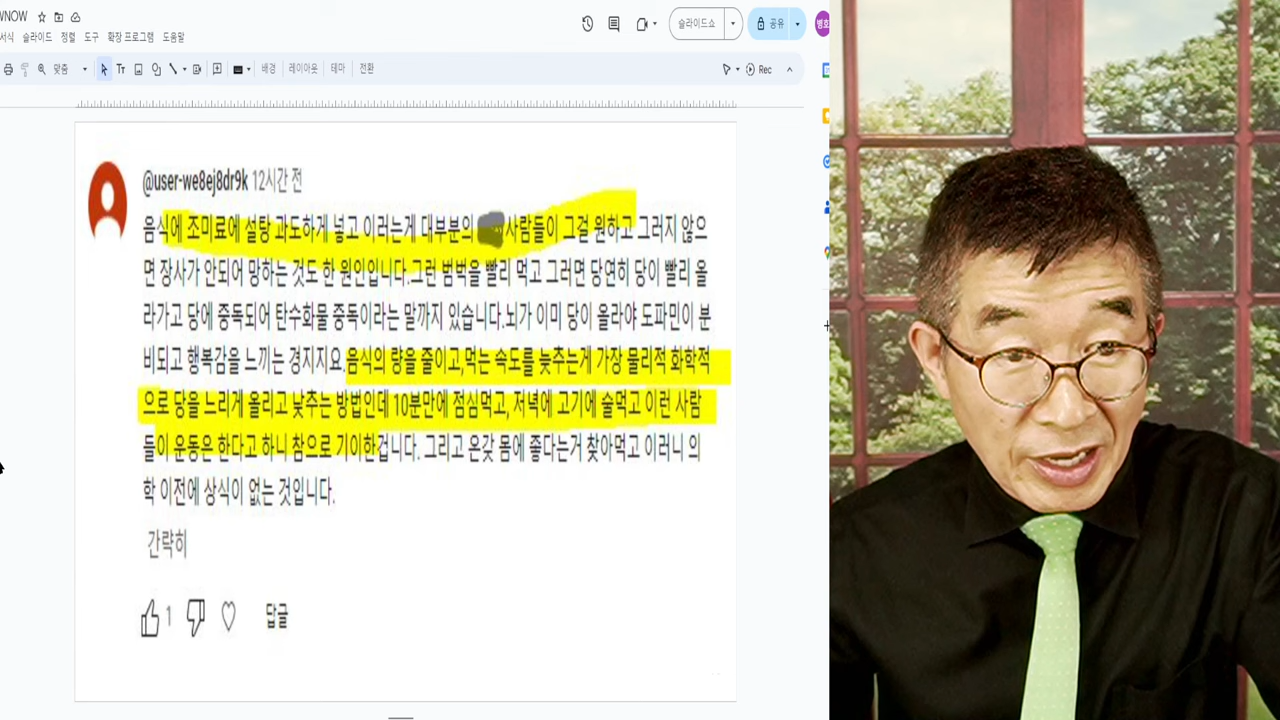 WNOW
서식 슬라이드 정렬 도구 확장 프로그램 도움말
슬라이드쇼
공유
병호
맞춤 Tт 배경 레이아웃 테마 전환
Rec
@user-we8ej8dr9k 12시간 전
음식에 조미료에 설탕 과도하게 넣고 이러는게 대부분의 사람들이 그걸 원하고 그러지 않으
면 장사가 안되어 망하는 것도 한 원인입니다.그런 범벅을 빨리 먹고 그러면 당연히 당이 빨리 올
라가고 당에 중독되어 탄수화물 중독이라는 말까지 있습니다.뇌가 이미 당이 올라야 도파민이 분
비되고 행복감을 느끼는 경지지요.음식의 량을 줄이고,먹는 속도를 늦추는게 가장 물리적 화학적
으로 당을 느리게 올리고 낮추는 방법인데 10분만에 점심먹고, 저녁에 고기에 술먹고 이런 사람
들이 운동은 한다고 하니 참으로 기이한겁니다. 그리고 온갖 몸에 좋다는거 찾아먹고 이러니 의
학 이전에 상식이 없는 것입니다.
간략히
1 답글